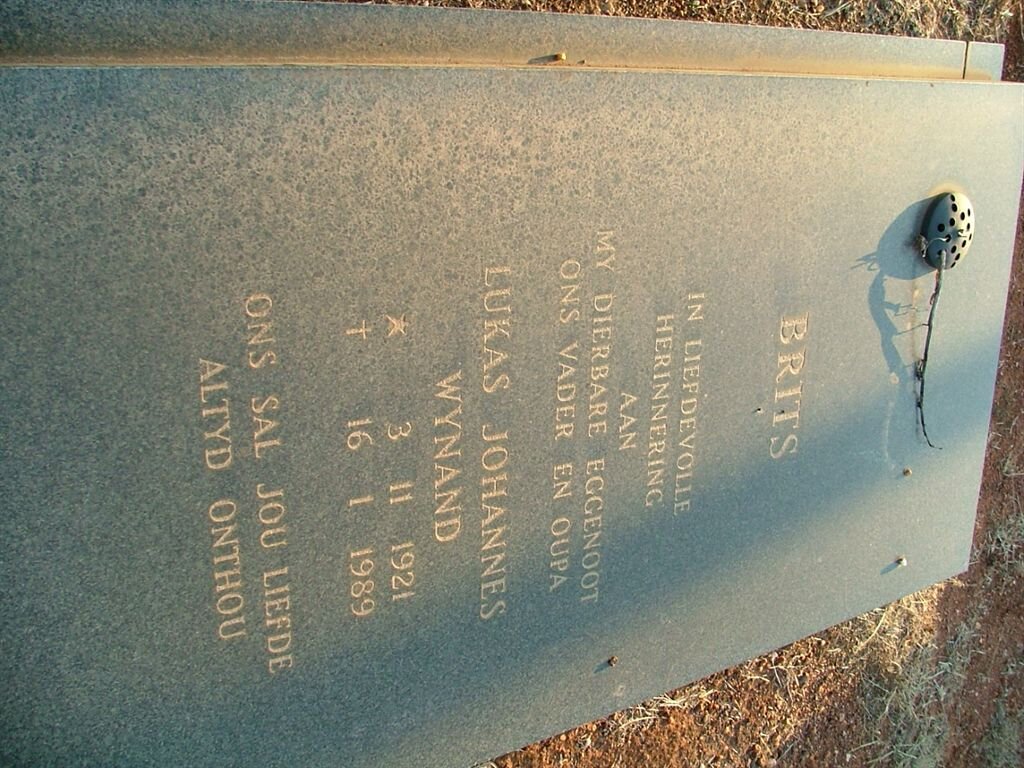 BRITS
IN LIEFDEVOLLE
HERINNERING
AAN
MY DIERBARE EGGENOOT
ONS VADER EN OUPA
LUKAS JOHANNES
WYNAND
* 3 11 1921
† 16 1 1989
ONS SAL JOU LIEFDE
ALTYD ONTHOU